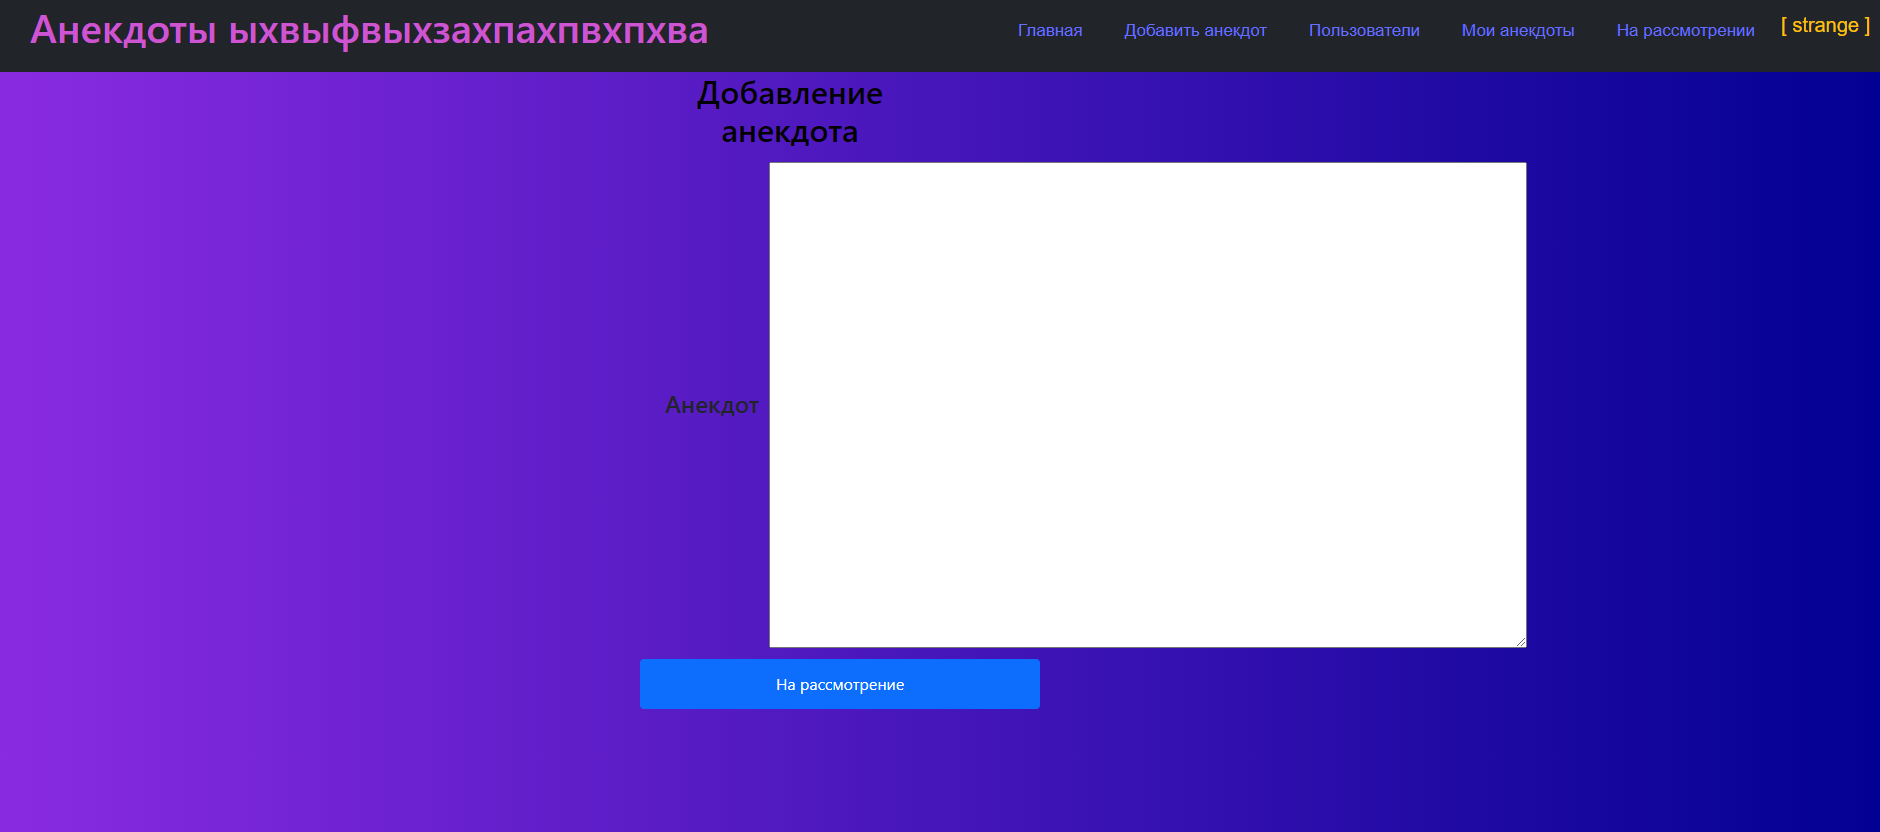 Анекдоты ыхвыфвыхзахпахпвхпхва
Главная Добавить анекдот Пользователи Мои анекдоты На рассмотрении [ strange ]
Добавление
анекдота
Анекдот
На рассмотрение